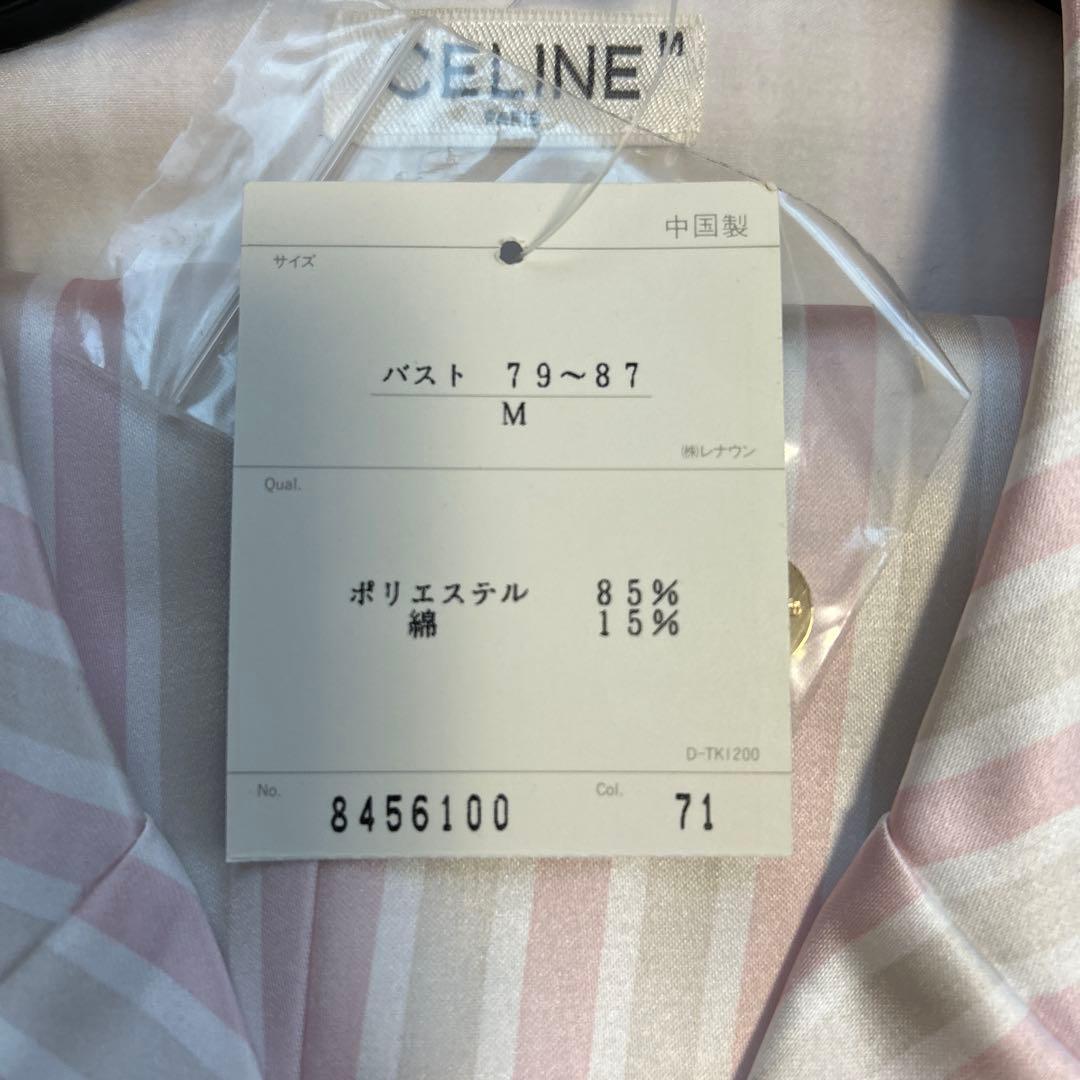 CELINE
M
PARIS
中国製
サイズ
バスト 79～87
M
㈱レナウン
Qual.
ポリエステル 85%
綿 15%
D-TK1200
No. 8456100 Col. 71